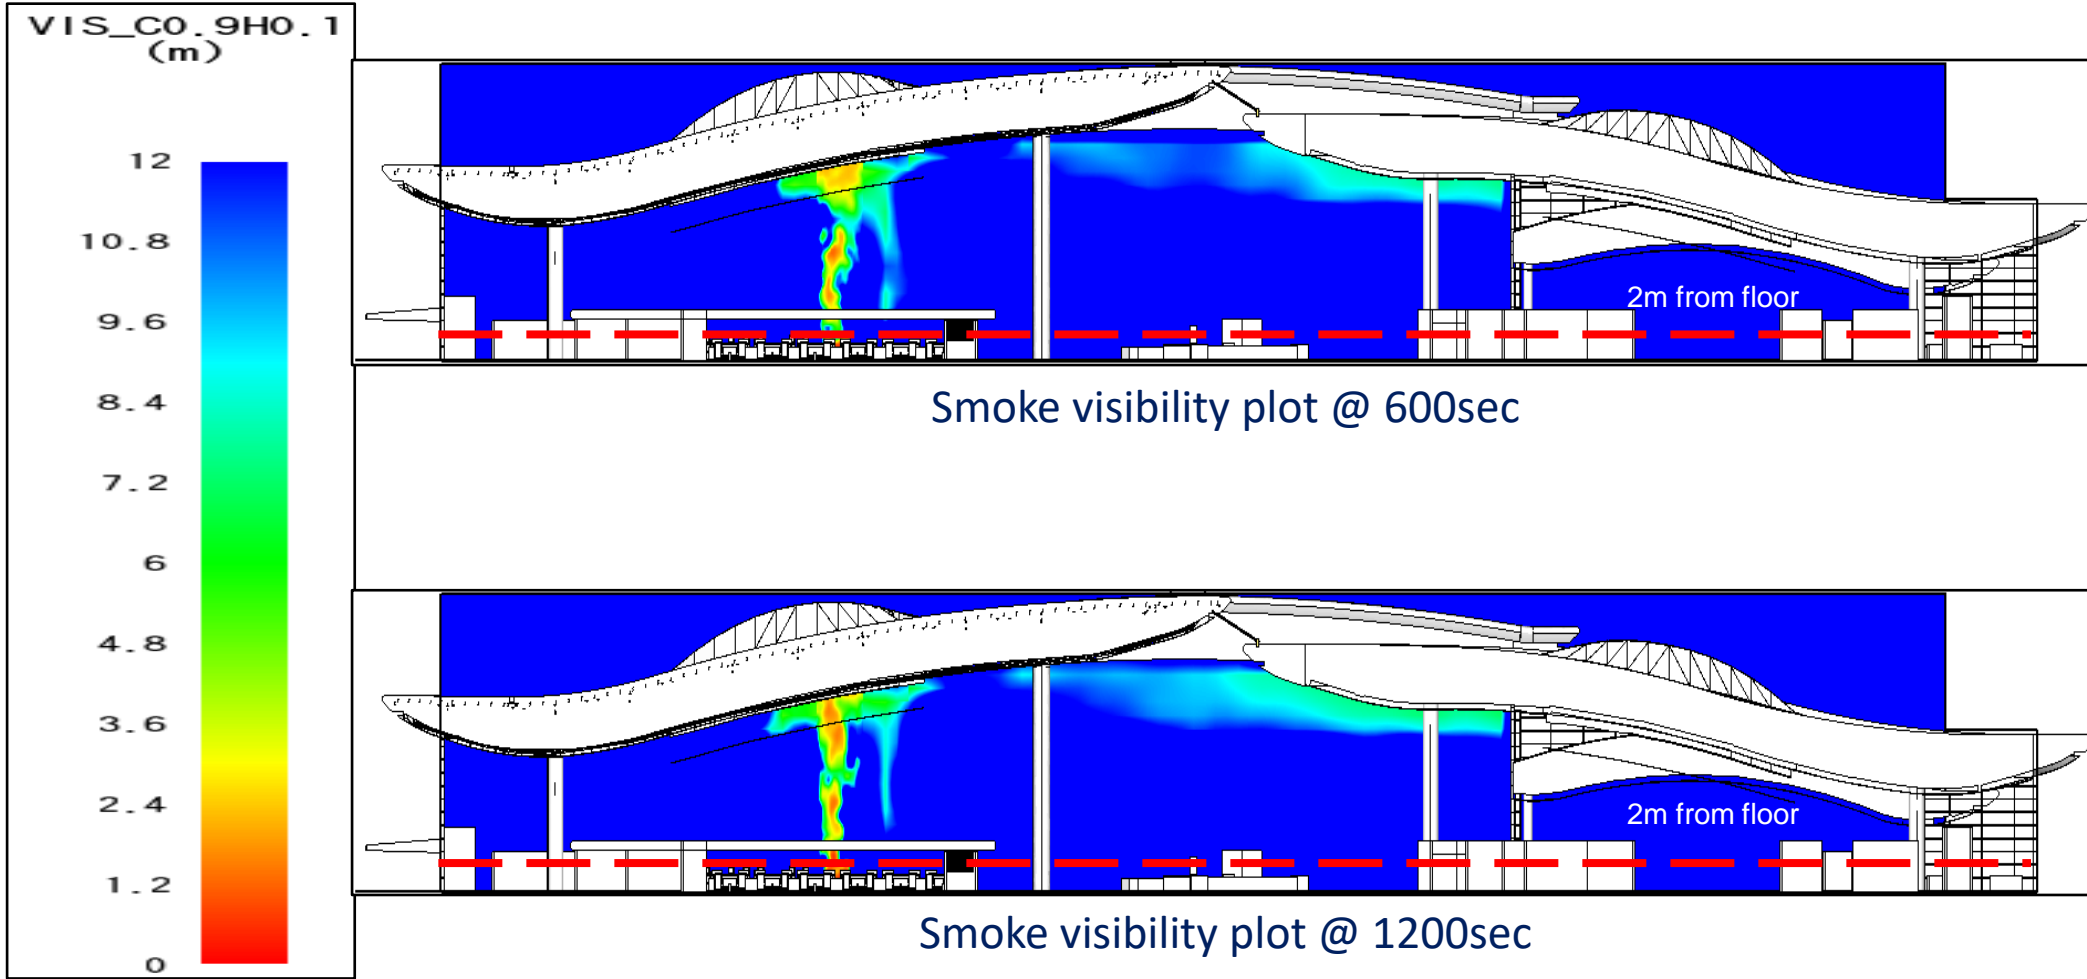 VIS_C0.9H0.1
(m)
12
10.8
9.6
8.4
7.2
6
4.8
3.6
2.4
1.2
0
2m from floor
Smoke visibility plot @ 600sec
2m from floor
Smoke visibility plot @ 1200sec